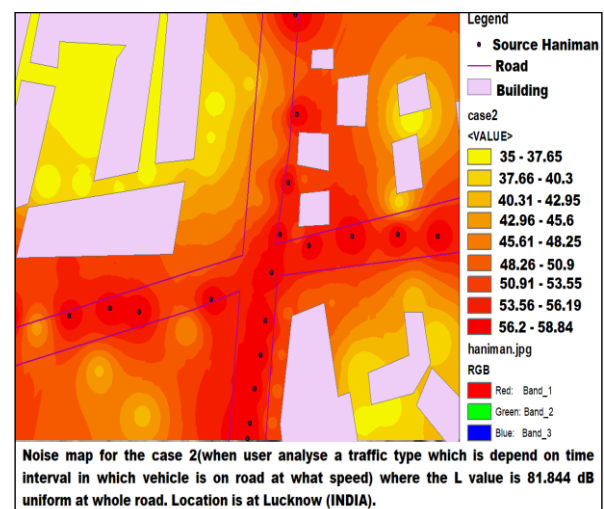 Legend
Source Haniman
Road
Building
case2
<VALUE>
35 - 37.65
37.66 - 40.3
40.31 - 42.95
42.96 - 45.6
45.61 - 48.25
48.26 - 50.9
50.91 - 53.55
53.56 - 56.19
56.2 - 58.84
haniman.jpg
RGB
Red: Band_1
Green: Band_2
Blue: Band_3
Noise map for the case 2(when user analyse a traffic type which is depend on time
interval in which vehicle is on road at what speed) where the L value is 81.844 dB
uniform at whole road. Location is at Lucknow (INDIA).